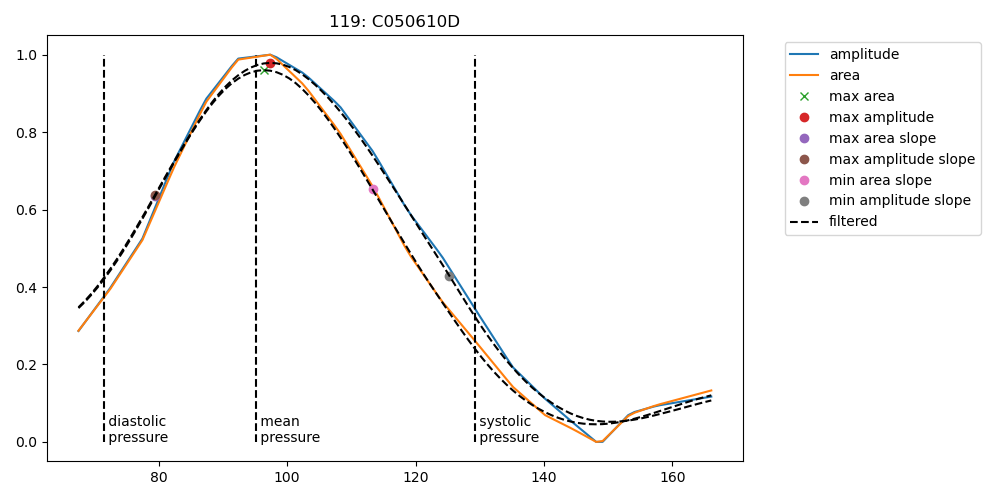 119: C050610D
1.0
0.8
0.6
0.4
0.2
0.0
80
100
120
140
160
diastolic
pressure
mean
pressure
systolic
pressure
amplitude
area
max area
max amplitude
max area slope
max amplitude slope
min area slope
min amplitude slope
filtered